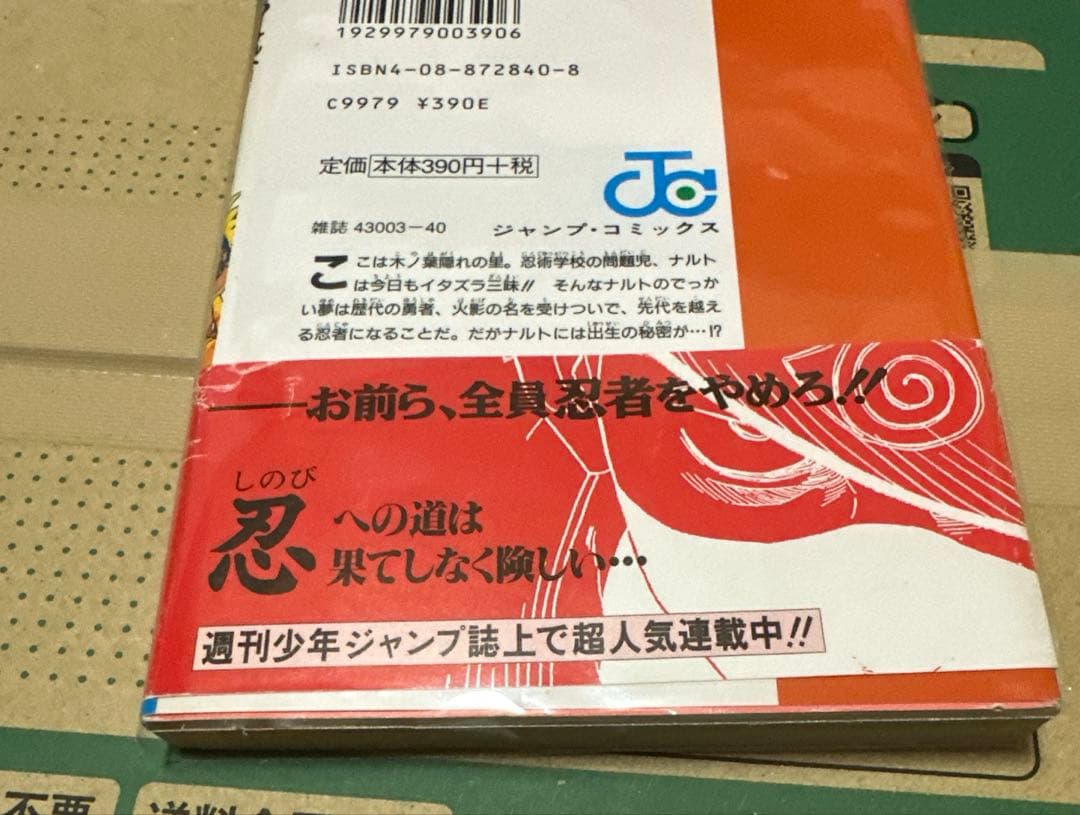 1929979003906
ISBN4-08-872840-8
C9979 ¥390E
定価 本体390円+税
JC
雑誌 43003-40
ジャンプ・コミックス
ここは木ノ葉隠れの里。忍術学校の問題児、ナルト
は今日もイタズラ三昧!! そんなナルトのでっか
い夢は歴代の勇者、火影の名を受けついで、先代を越え
る忍者になることだ。だがナルトには出生の秘密が…!?
——お前ら、全員忍者をやめろ!!
しのび
忍への道は
果てしなく険しい…
週刊少年ジャンプ誌上で超人気連載中!!
不要